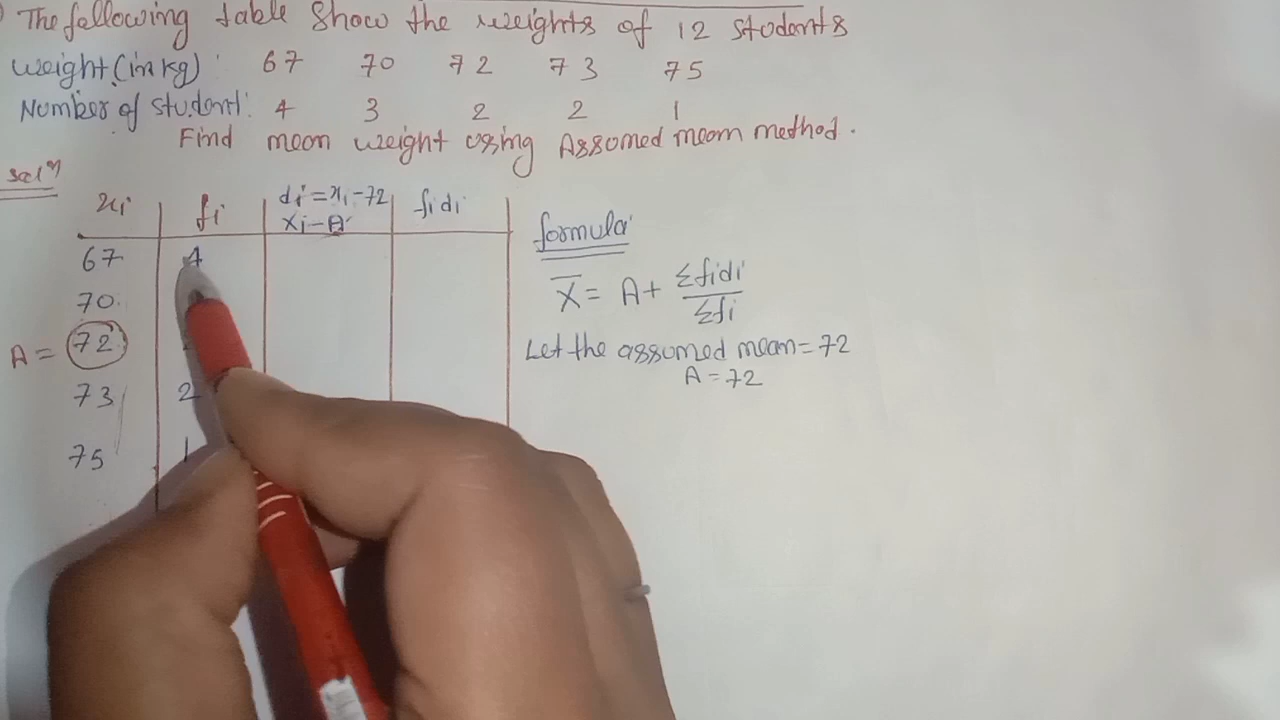 The following table Show the weights of 12 students
weight (in kg) : 67 70 72 73 75
Number of student: 4 3 2 2 1
Find mean weight using Assumed mean method.
solⁿ
xi fi di = xi - 72 fidi
xi - A
67 4
70
A = 72
73 2
75 1
formula
x̄ = A + Σfidi / Σfi
Let the assumed mean = 72
A = 72